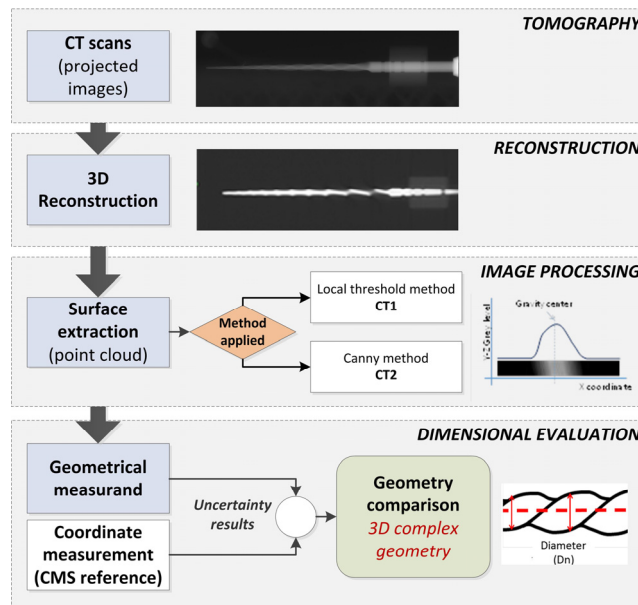 TOMOGRAPHY
CT scans
(projected
images)
RECONSTRUCTION
3D
Reconstruction
IMAGE PROCESSING
Surface
extraction
(point cloud)
Method
applied
Local threshold method
CT1
Canny method
CT2
Gravity center
Y-Z Grey level
X coordinate
DIMENSIONAL EVALUATION
Geometrical
measurand
Coordinate
measurement
(CMS reference)
Uncertainty
results
Geometry
comparison
3D complex
geometry
Diameter
(Dn)